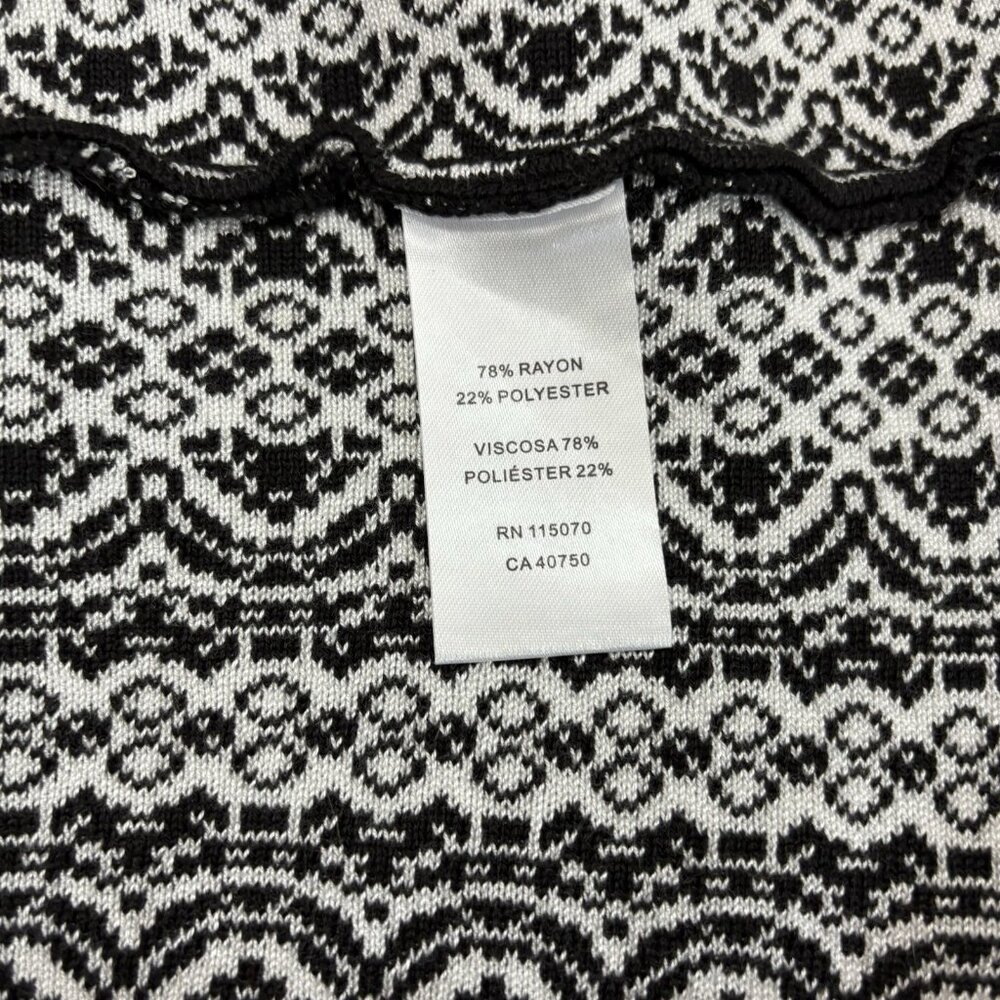 78% RAYON
22% POLYESTER
VISCOSA 78%
POLIÉSTER 22%
RN 115070
CA 40750